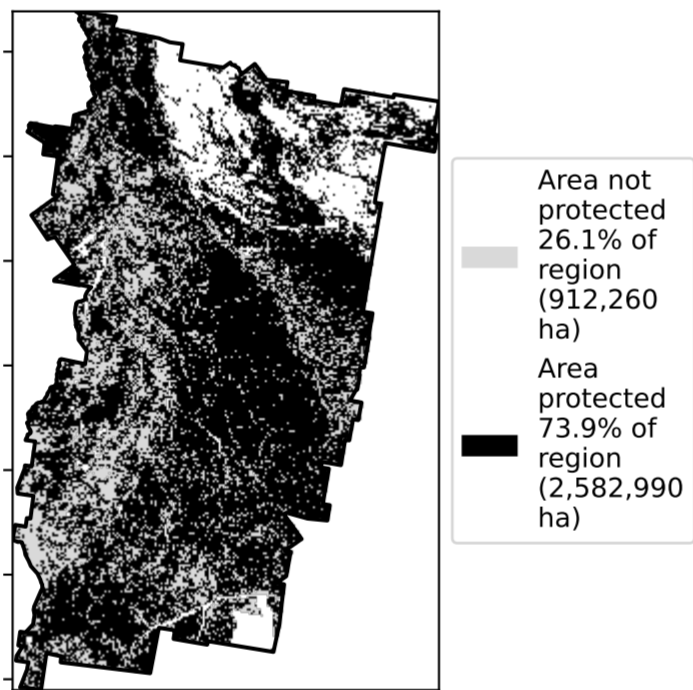 Area not
protected
26.1% of
region
(912,260
ha)
Area
protected
73.9% of
region
(2,582,990
ha)